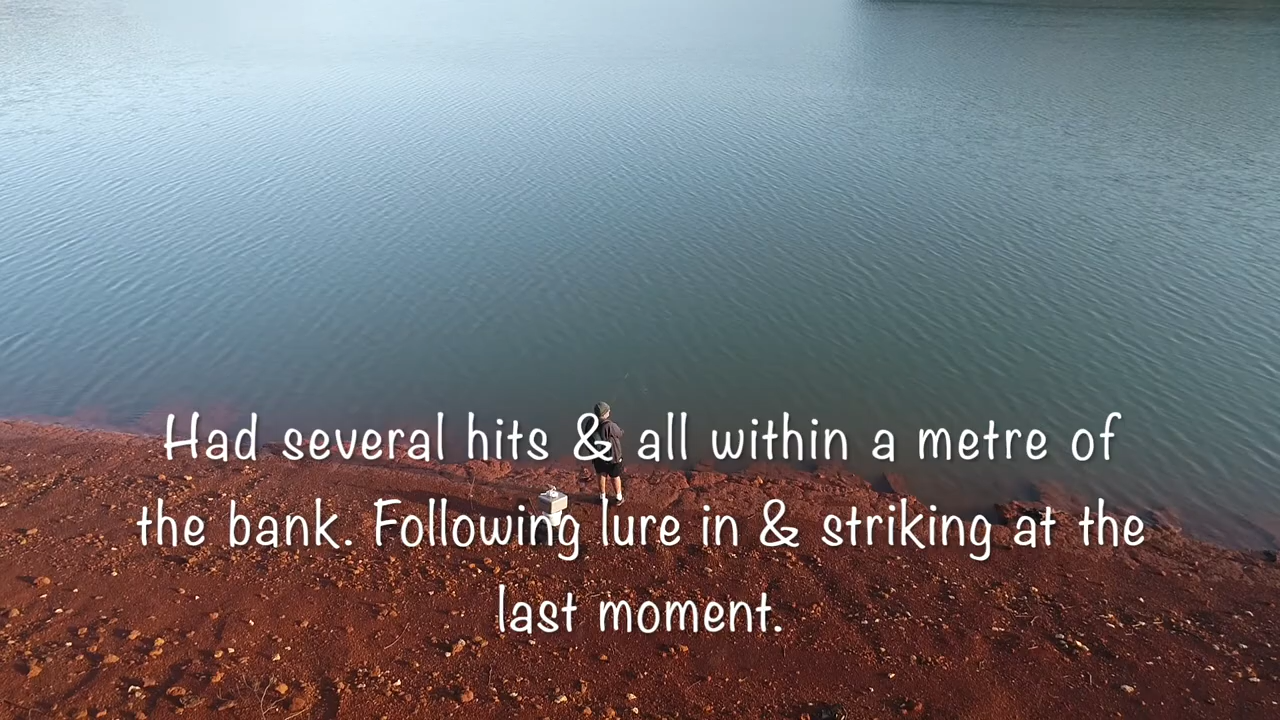 Had several hits & all within a metre of
the bank. Following lure in & striking at the
last moment.